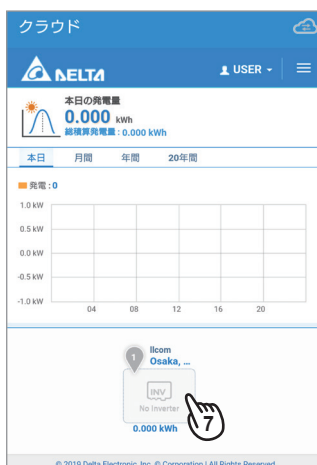 クラウド
DELTA
USER
本日の発電量
0.000 kWh
総積算発電量 : 0.000 kWh
本日 月間 年間 20年間
発電 : 0
1.0 kW
0.5 kW
0.0 kW
-0.5 kW
-1.0 kW
04 08 12 16 20
1
Ilcom
Osaka, ...
INV
No Inverter
0.000 kWh
7
© 2019 Delta Electronic, Inc. © Corporation | All Rights Reserved